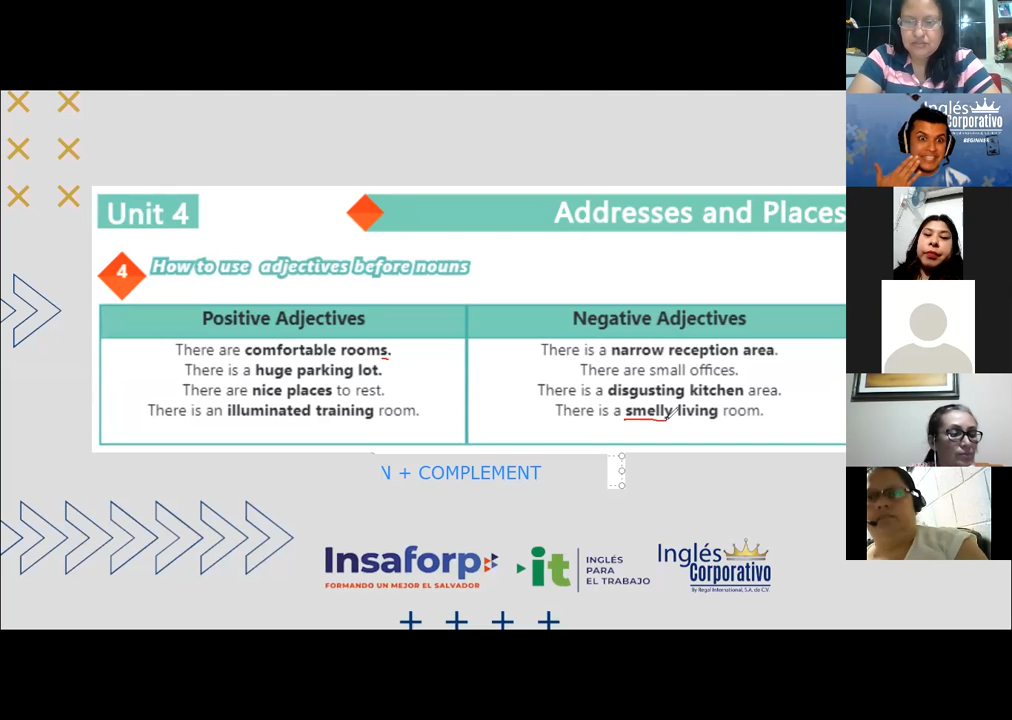 Inglés
Corporativo
BEGINNER
Unit 4
Addresses and Places
4
How to use adjectives before nouns
Positive Adjectives
Negative Adjectives
There are comfortable rooms.
There is a huge parking lot.
There are nice places to rest.
There is an illuminated training room.
There is a narrow reception area.
There are small offices.
There is a disgusting kitchen area.
There is a smelly living room.
N + COMPLEMENT
Insaforp
FORMANDO UN MEJOR EL SALVADOR
it
INGLÉS
PARA
EL TRABAJO
Inglés
Corporativo
By Regal International, S.A. de C.V.